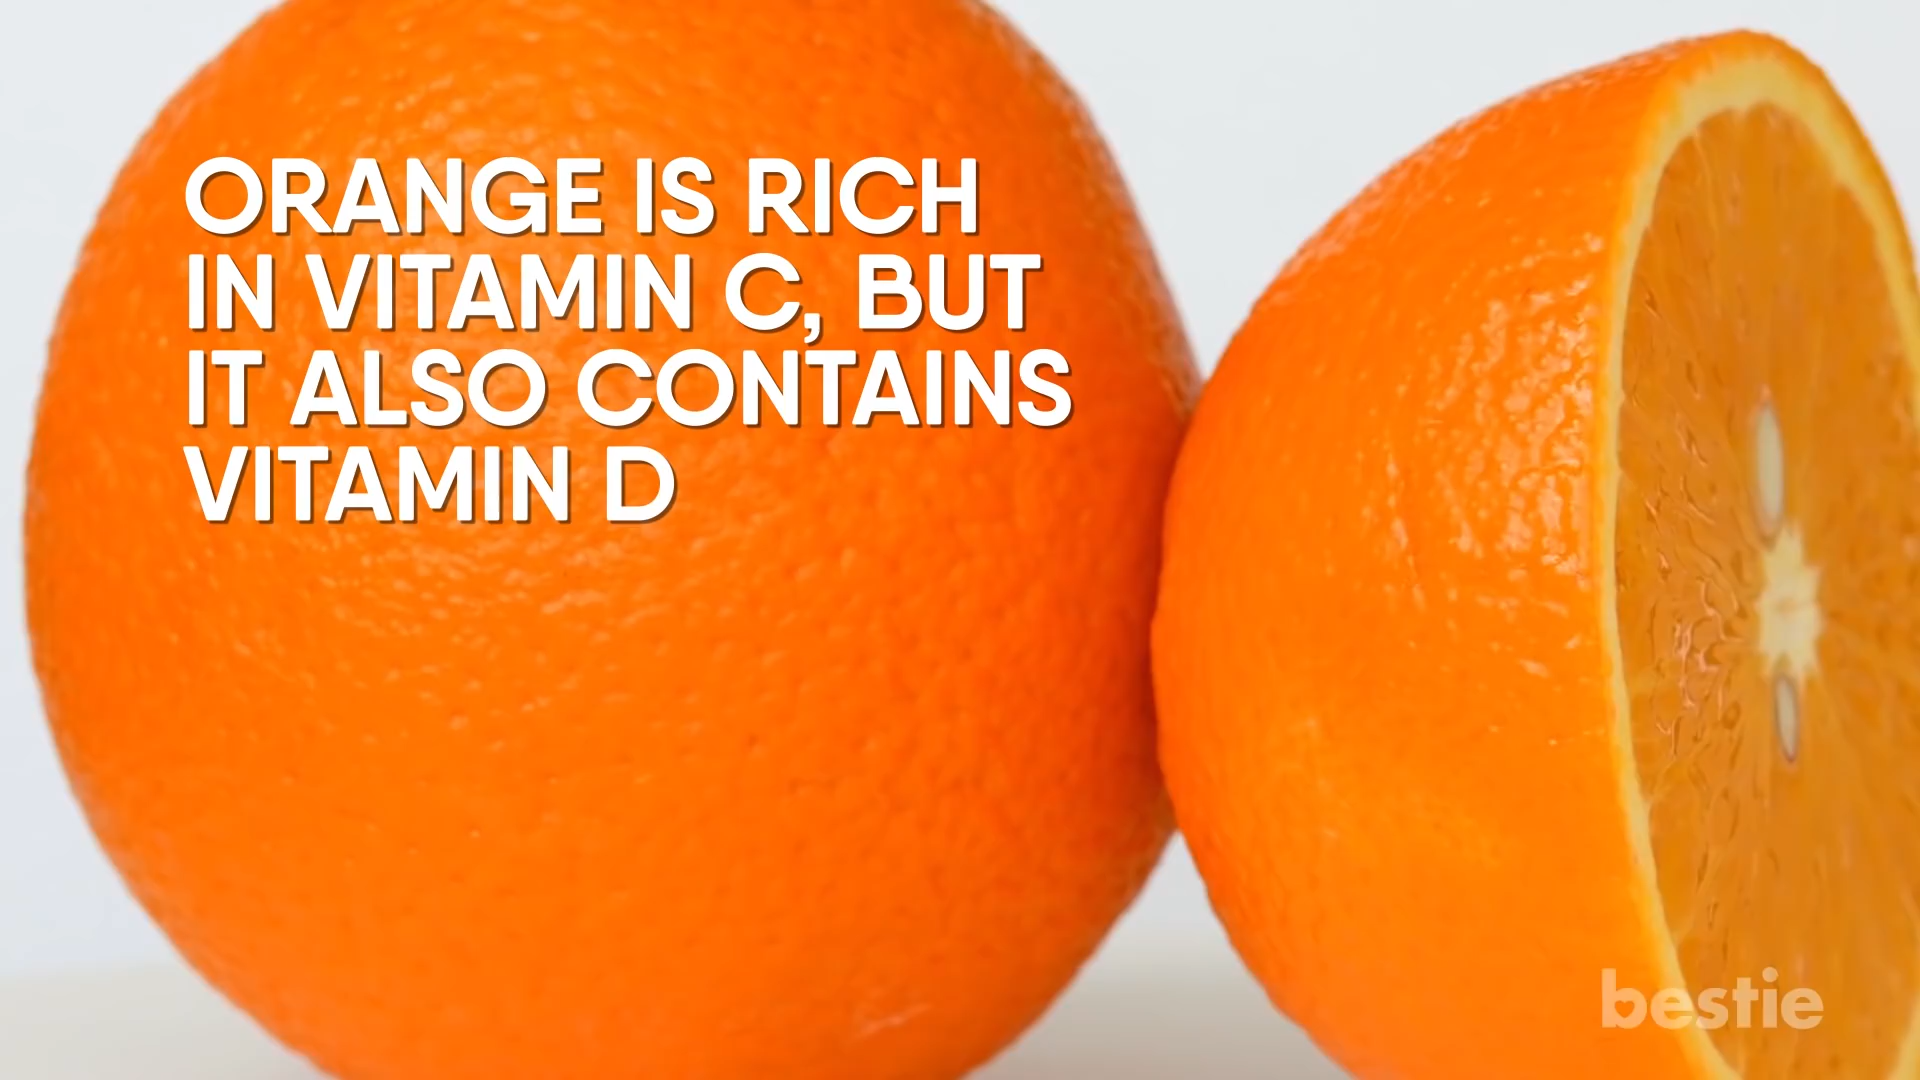 ORANGE IS RICH
IN VITAMIN C, BUT
IT ALSO CONTAINS
VITAMIN D
bestie